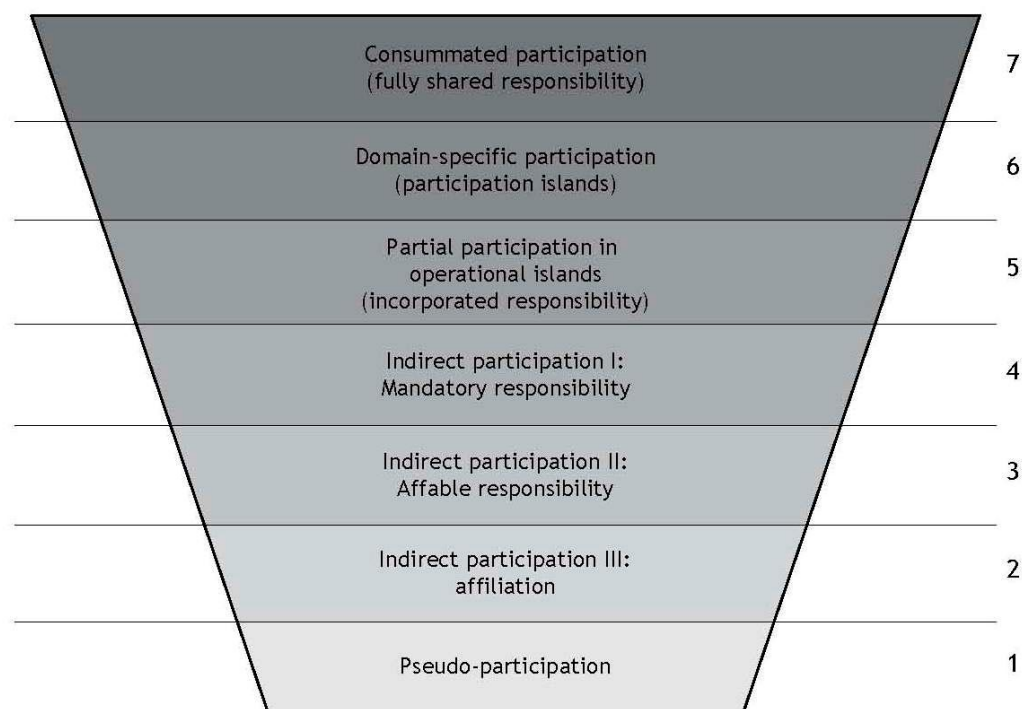 Consummated participation
(fully shared responsibility)
7
Domain-specific participation
(participation islands)
6
Partial participation in
operational islands
(incorporated responsibility)
5
Indirect participation I:
Mandatory responsibility
4
Indirect participation II:
Affable responsibility
3
Indirect participation III:
affiliation
2
Pseudo-participation
1